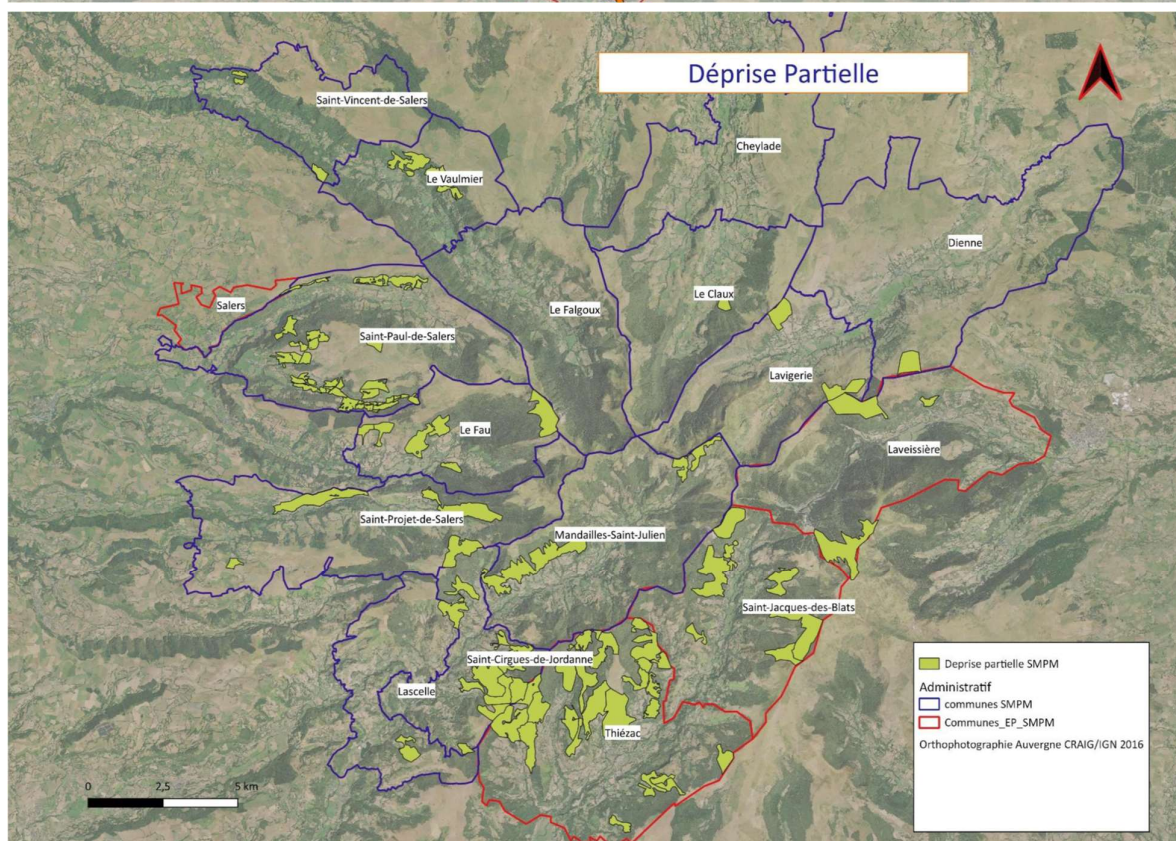 Déprise Partielle
Saint-Vincent-de-Salers
Cheylade
Le Vaulmier
Dienne
Salers
Le Claux
Le Falgoux
Saint-Paul-de-Salers
Lavigerie
Le Fau
Laveissière
Saint-Projet-de-Salers
Mandailles-Saint-Julien
Saint-Jacques-des-Blats
Saint-Cirgues-de-Jordanne
Lascelle
Thiézac
Deprise partielle SMPM
Administratif
communes SMPM
Communes_EP_SMPM
Orthophotographie Auvergne CRAIG/IGN 2016
0 2,5 5 km